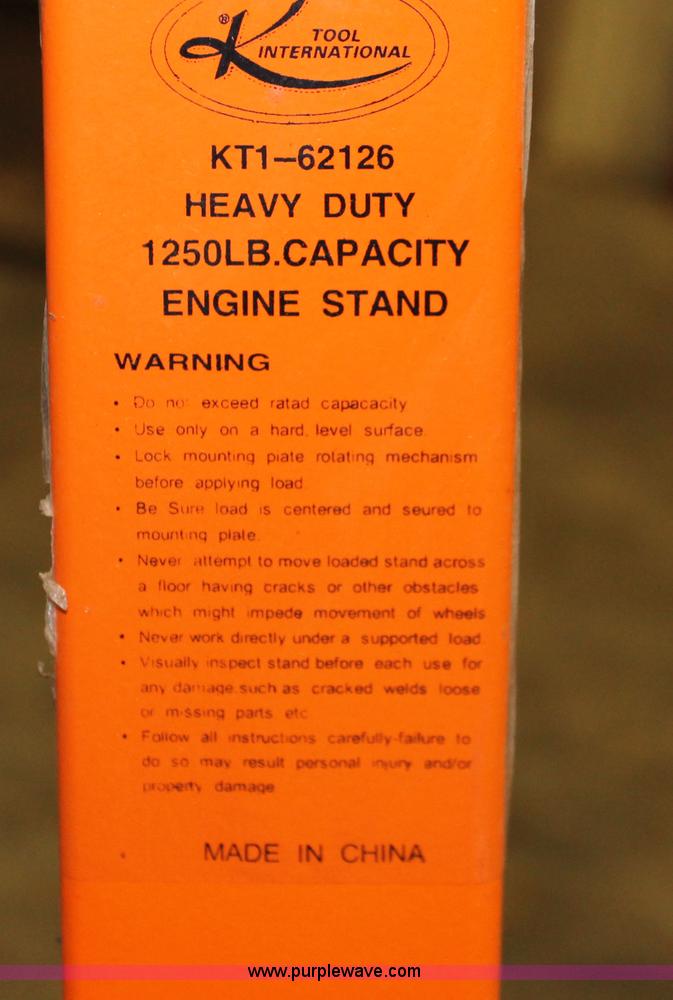 ® K TOOL
INTERNATIONAL
KT1–62126
HEAVY DUTY
1250LB.CAPACITY
ENGINE STAND
WARNING
• Do not exceed ratad capacacity
• Use only on a hard, level surface.
• Lock mounting plate rotating mechanism
before applying load
• Be Sure load is centered and seured to
mounting plate.
• Never attempt to move loaded stand across
a floor having cracks or other obstacles
which might impede movement of wheels
• Never work directly under a supported load.
• Visually inspect stand before each use for
any damage.such as cracked welds loose
or missing parts etc
• Follow all instructions carefully-failure to
do so may result personal injury and/or
property damage
MADE IN CHINA
www.purplewave.com